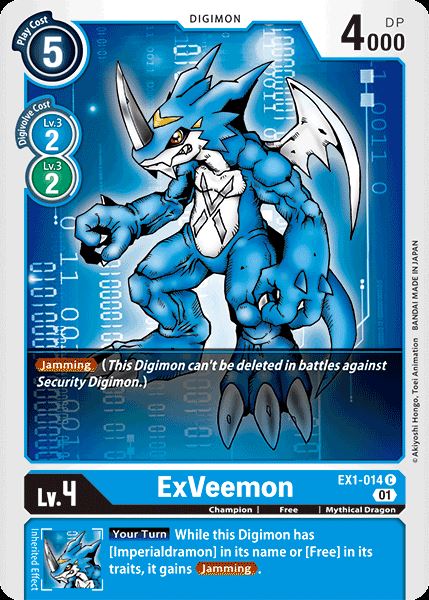 Play Cost
5
DIGIMON
DP
4000
Digivolve Cost
Lv.3
2
Lv.3
2
Jamming (This Digimon can't be deleted in battles against
Security Digimon.)
©Akiyoshi Hongo, Toei Animation BANDAI MADE IN JAPAN
Lv.4
ExVeemon
EX1-014 C
01
Champion | Free | Mythical Dragon
Inherited Effect
Your Turn While this Digimon has
[Imperialdramon] in its name or [Free] in its
traits, it gains Jamming.